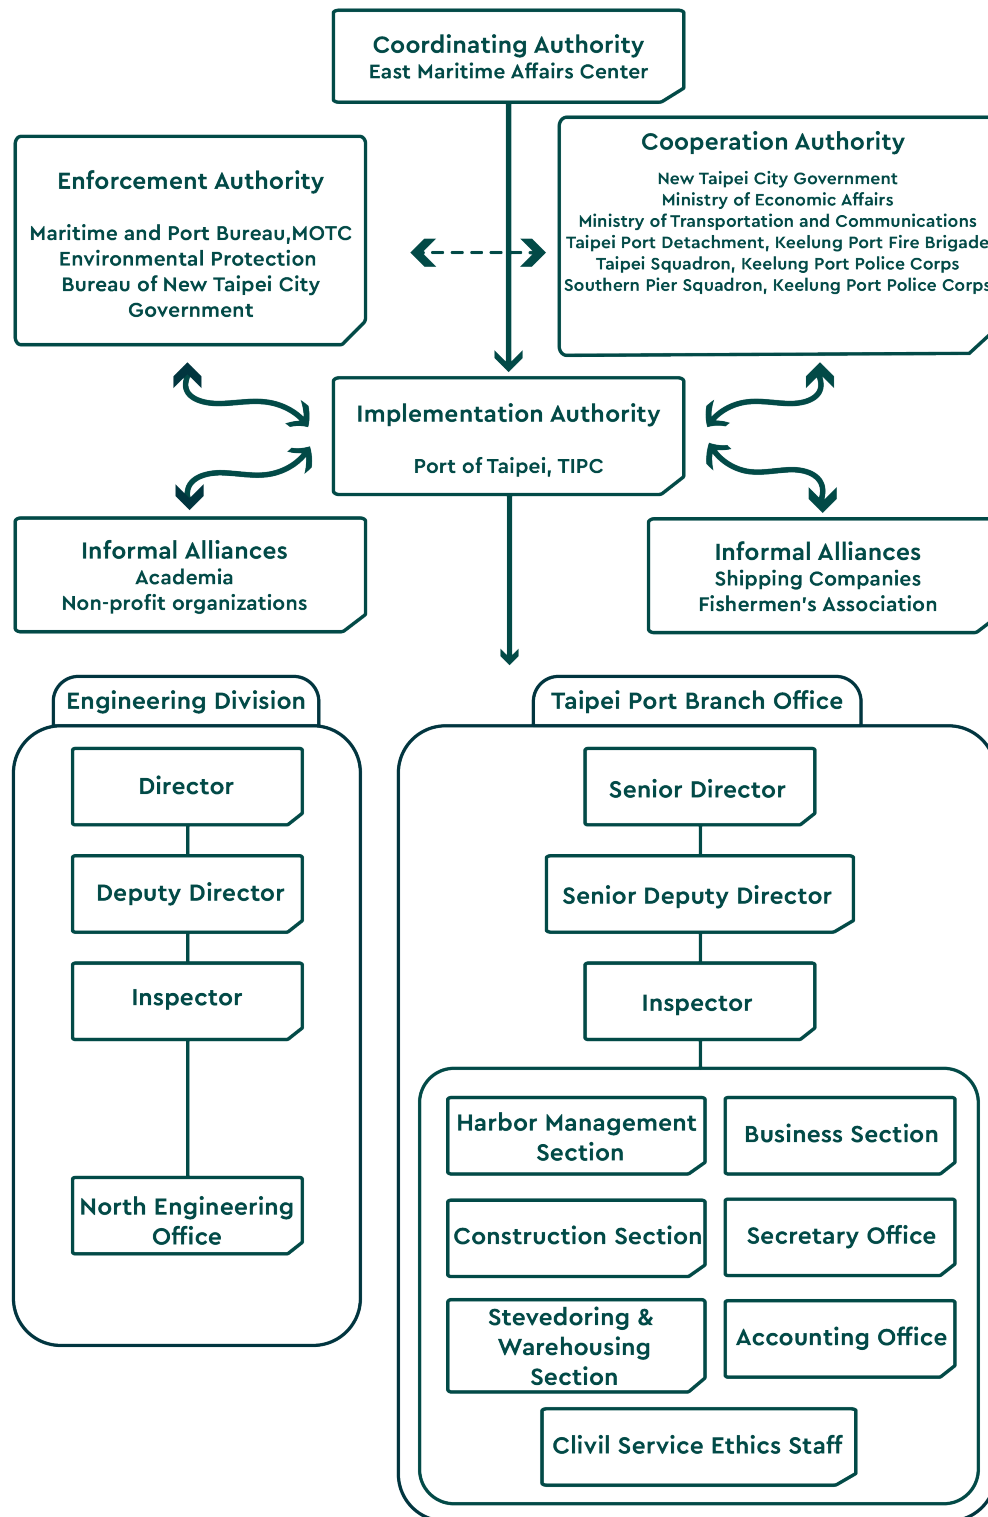 Coordinating Authority
East Maritime Affairs Center
Enforcement Authority
Maritime and Port Bureau,MOTC
Environmental Protection
Bureau of New Taipei City
Government
Cooperation Authority
New Taipei City Government
Ministry of Economic Affairs
Ministry of Transportation and Communications
Taipei Port Detachment, Keelung Port Fire Brigade
Taipei Squadron, Keelung Port Police Corps
Southern Pier Squadron, Keelung Port Police Corps
Implementation Authority
Port of Taipei, TIPC
Informal Alliances
Academia
Non-profit organizations
Informal Alliances
Shipping Companies
Fishermen's Association
Engineering Division
Director
Deputy Director
Inspector
North Engineering
Office
Taipei Port Branch Office
Senior Director
Senior Deputy Director
Inspector
Harbor Management
Section
Business Section
Construction Section
Secretary Office
Stevedoring &
Warehousing
Section
Accounting Office
Clivil Service Ethics Staff